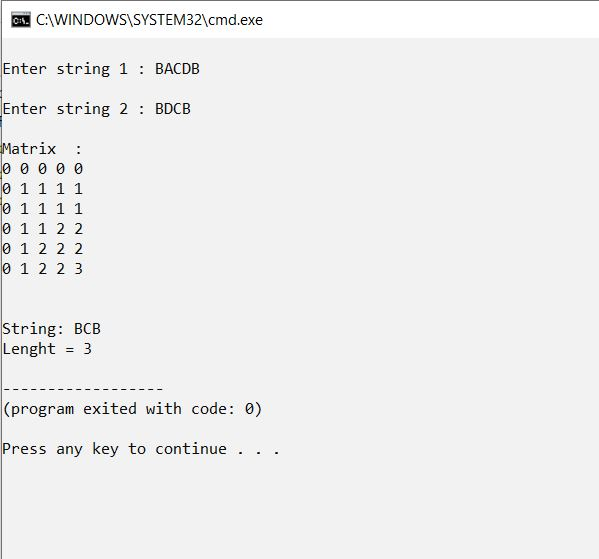 C:\WINDOWS\SYSTEM32\cmd.exe
Enter string 1 : BACDB
Enter string 2 : BDCB
Matrix  :
0 0 0 0 0
0 1 1 1 1
0 1 1 1 1
0 1 1 2 2
0 1 2 2 2
0 1 2 2 3
String: BCB
Lenght = 3
------------------
(program exited with code: 0)
Press any key to continue . . .